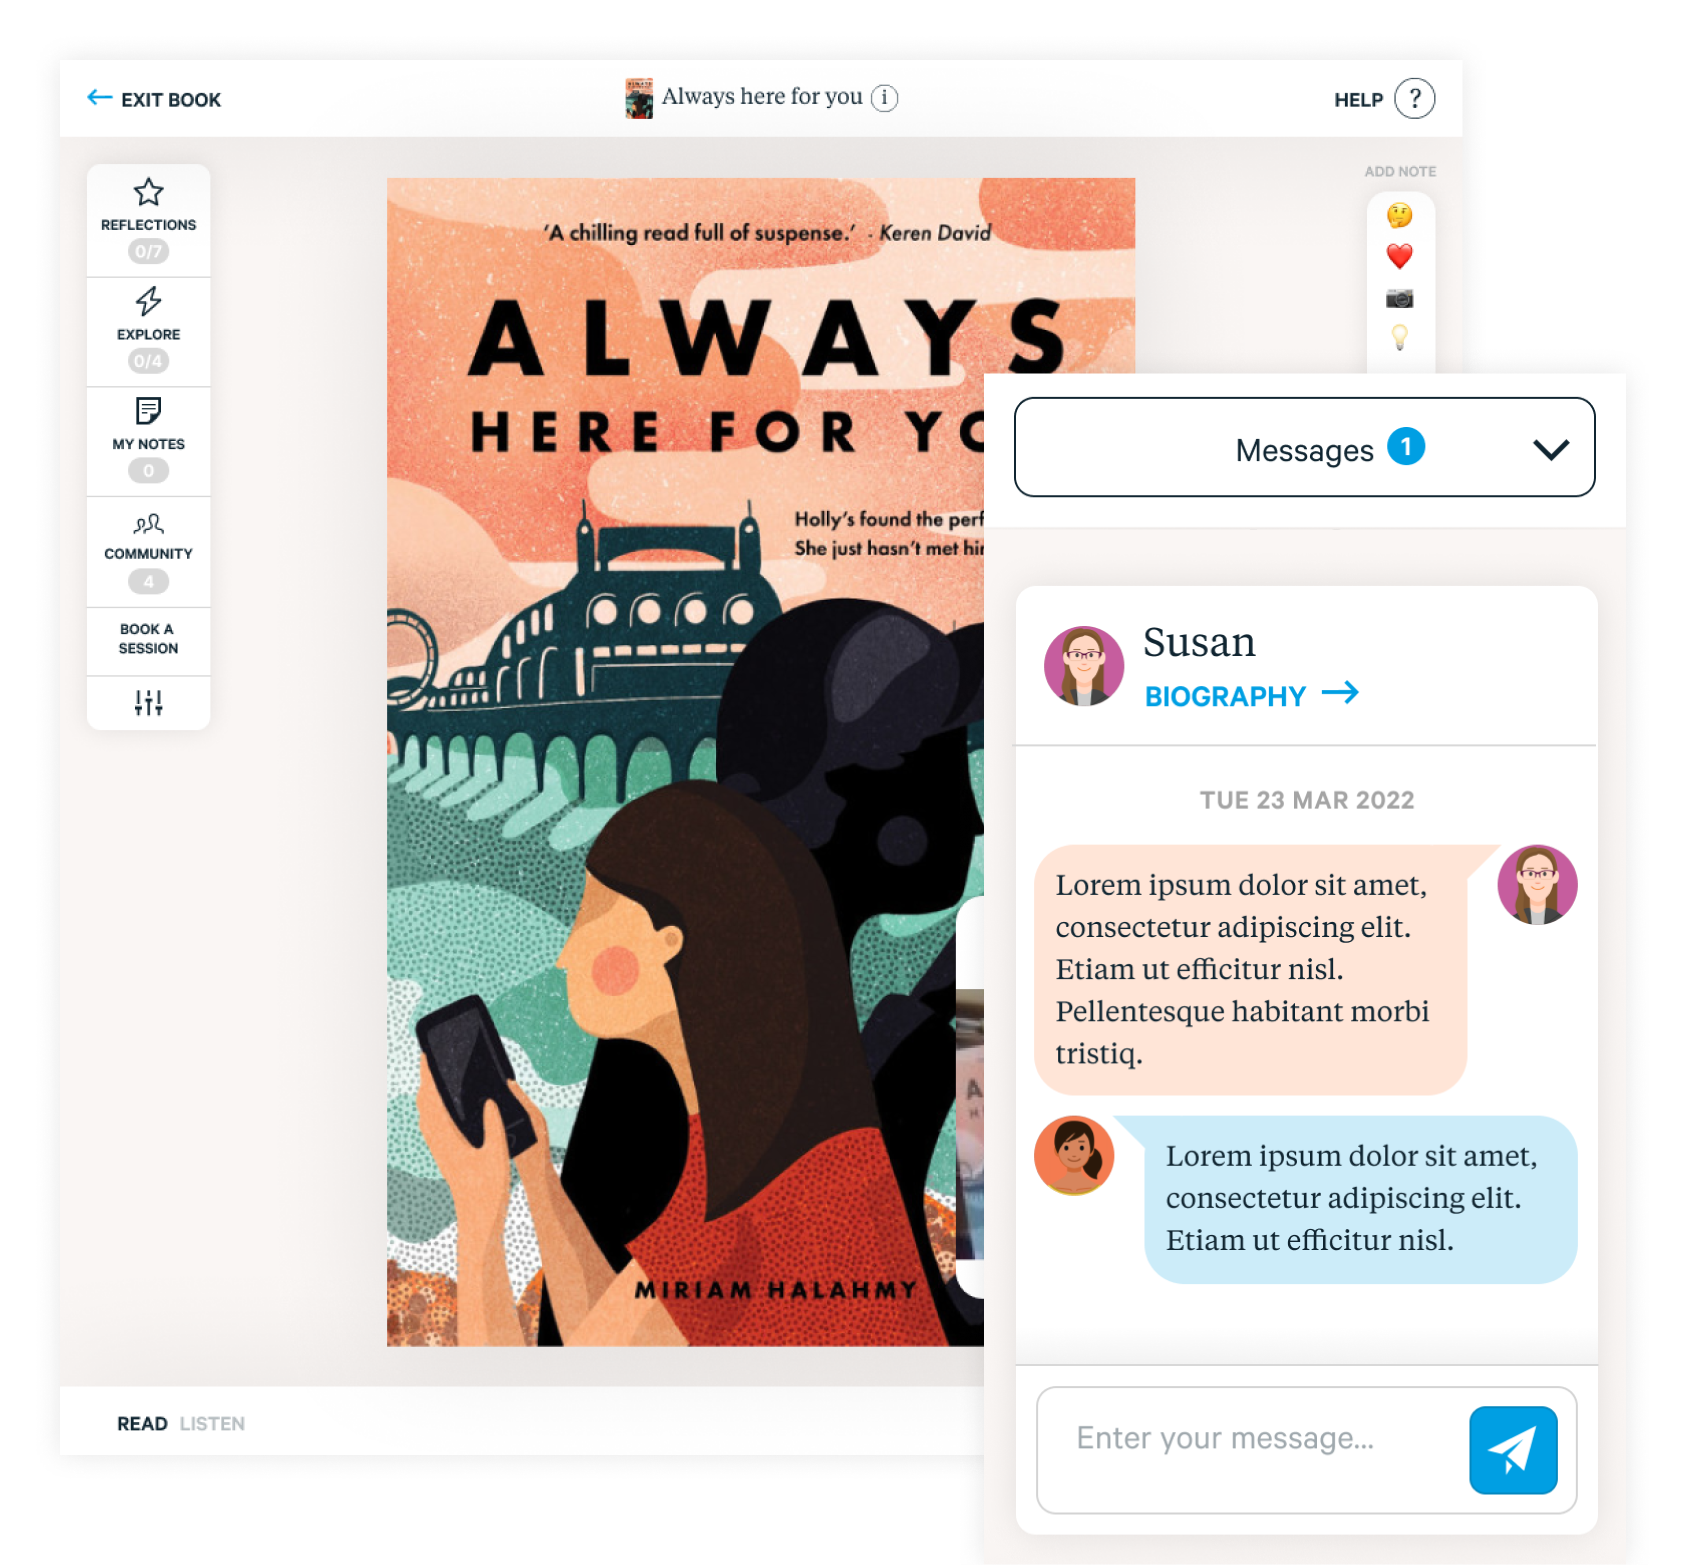 EXIT BOOK
Always here for you i
HELP ?
REFLECTIONS
0/7
EXPLORE
0/4
MY NOTES
0
COMMUNITY
4
BOOK A
SESSION
ADD NOTE
'A chilling read full of suspense.' - Keren David
ALWAYS
HERE FOR YO
Holly's found the perf
She just hasn't met hi
MIRIAM HALAHMY
READ LISTEN
Messages 1
Susan
BIOGRAPHY
TUE 23 MAR 2022
Lorem ipsum dolor sit amet,
consectetur adipiscing elit.
Etiam ut efficitur nisl.
Pellentesque habitant morbi
tristiq.
Lorem ipsum dolor sit amet,
consectetur adipiscing elit.
Etiam ut efficitur nisl.
Enter your message...